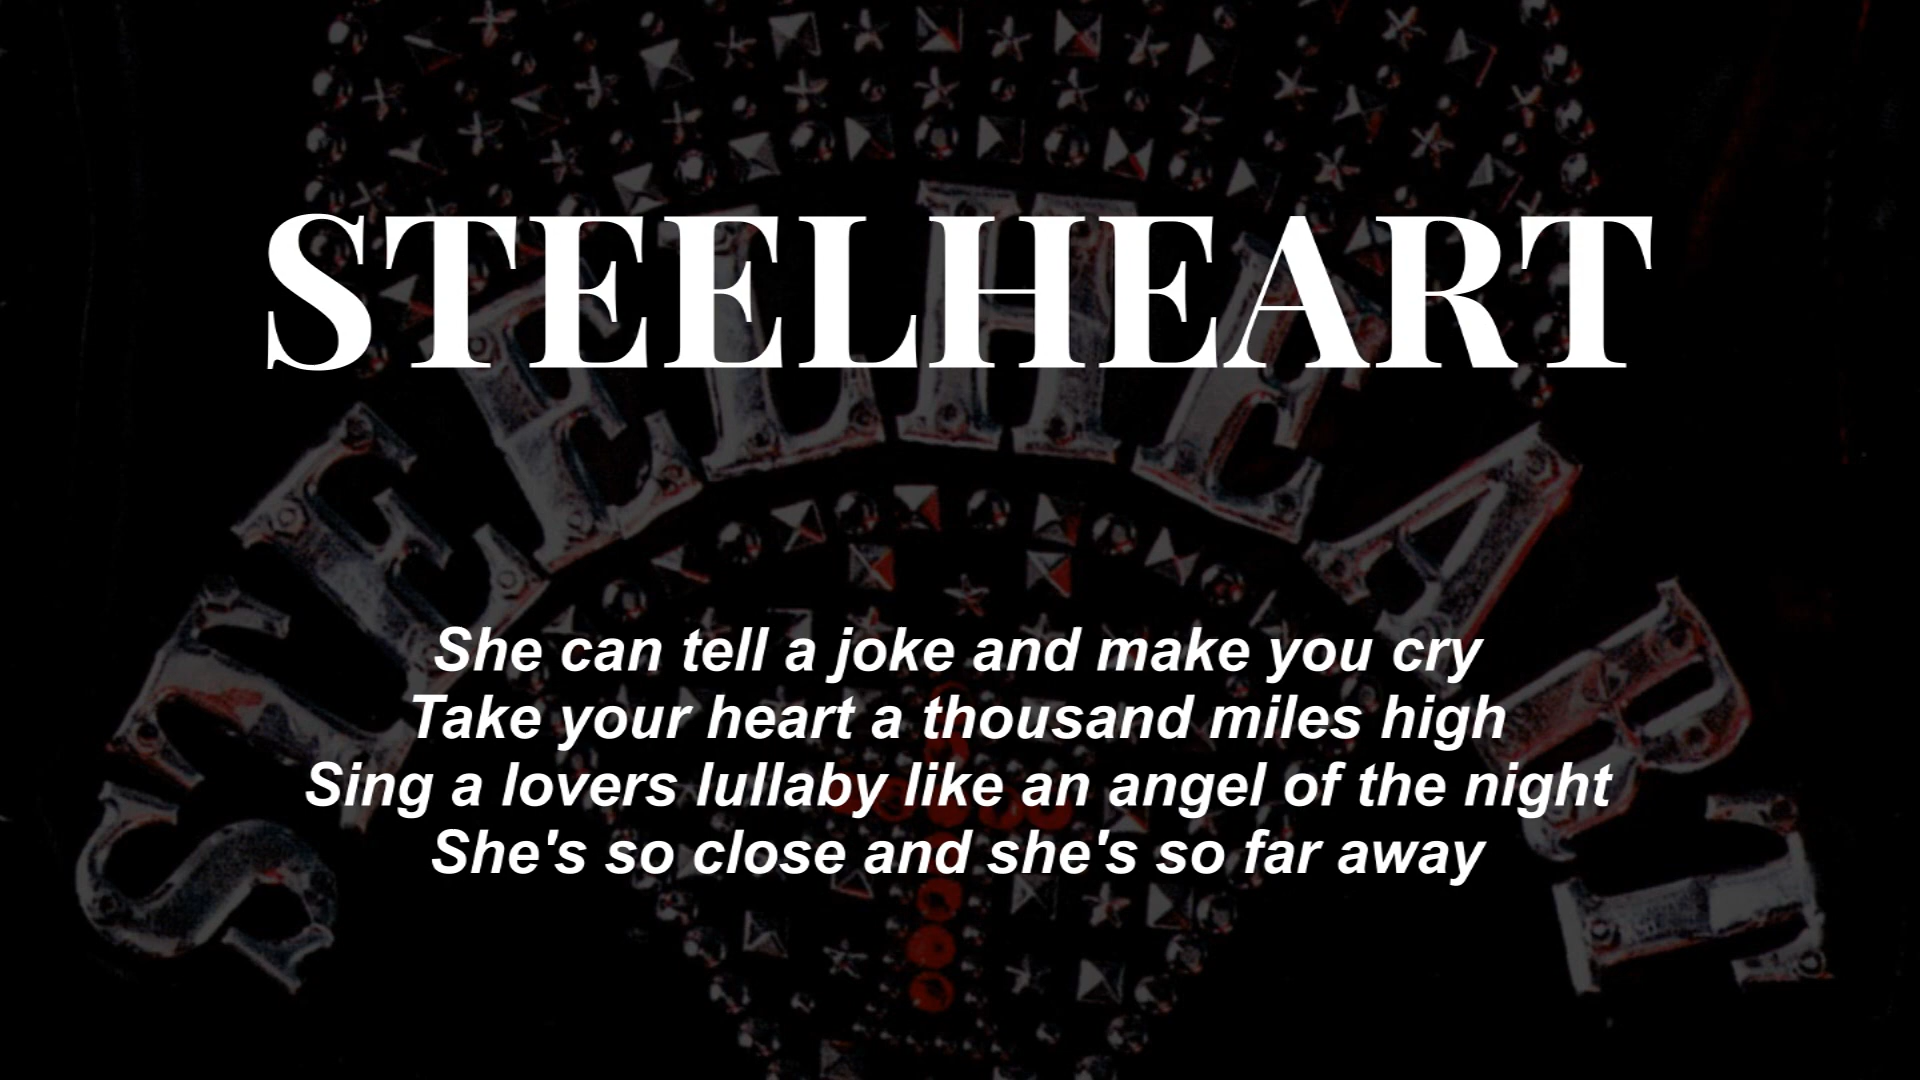 STEELHEART
STEELHEART
She can tell a joke and make you cry
Take your heart a thousand miles high
Sing a lovers lullaby like an angel of the night
She's so close and she's so far away